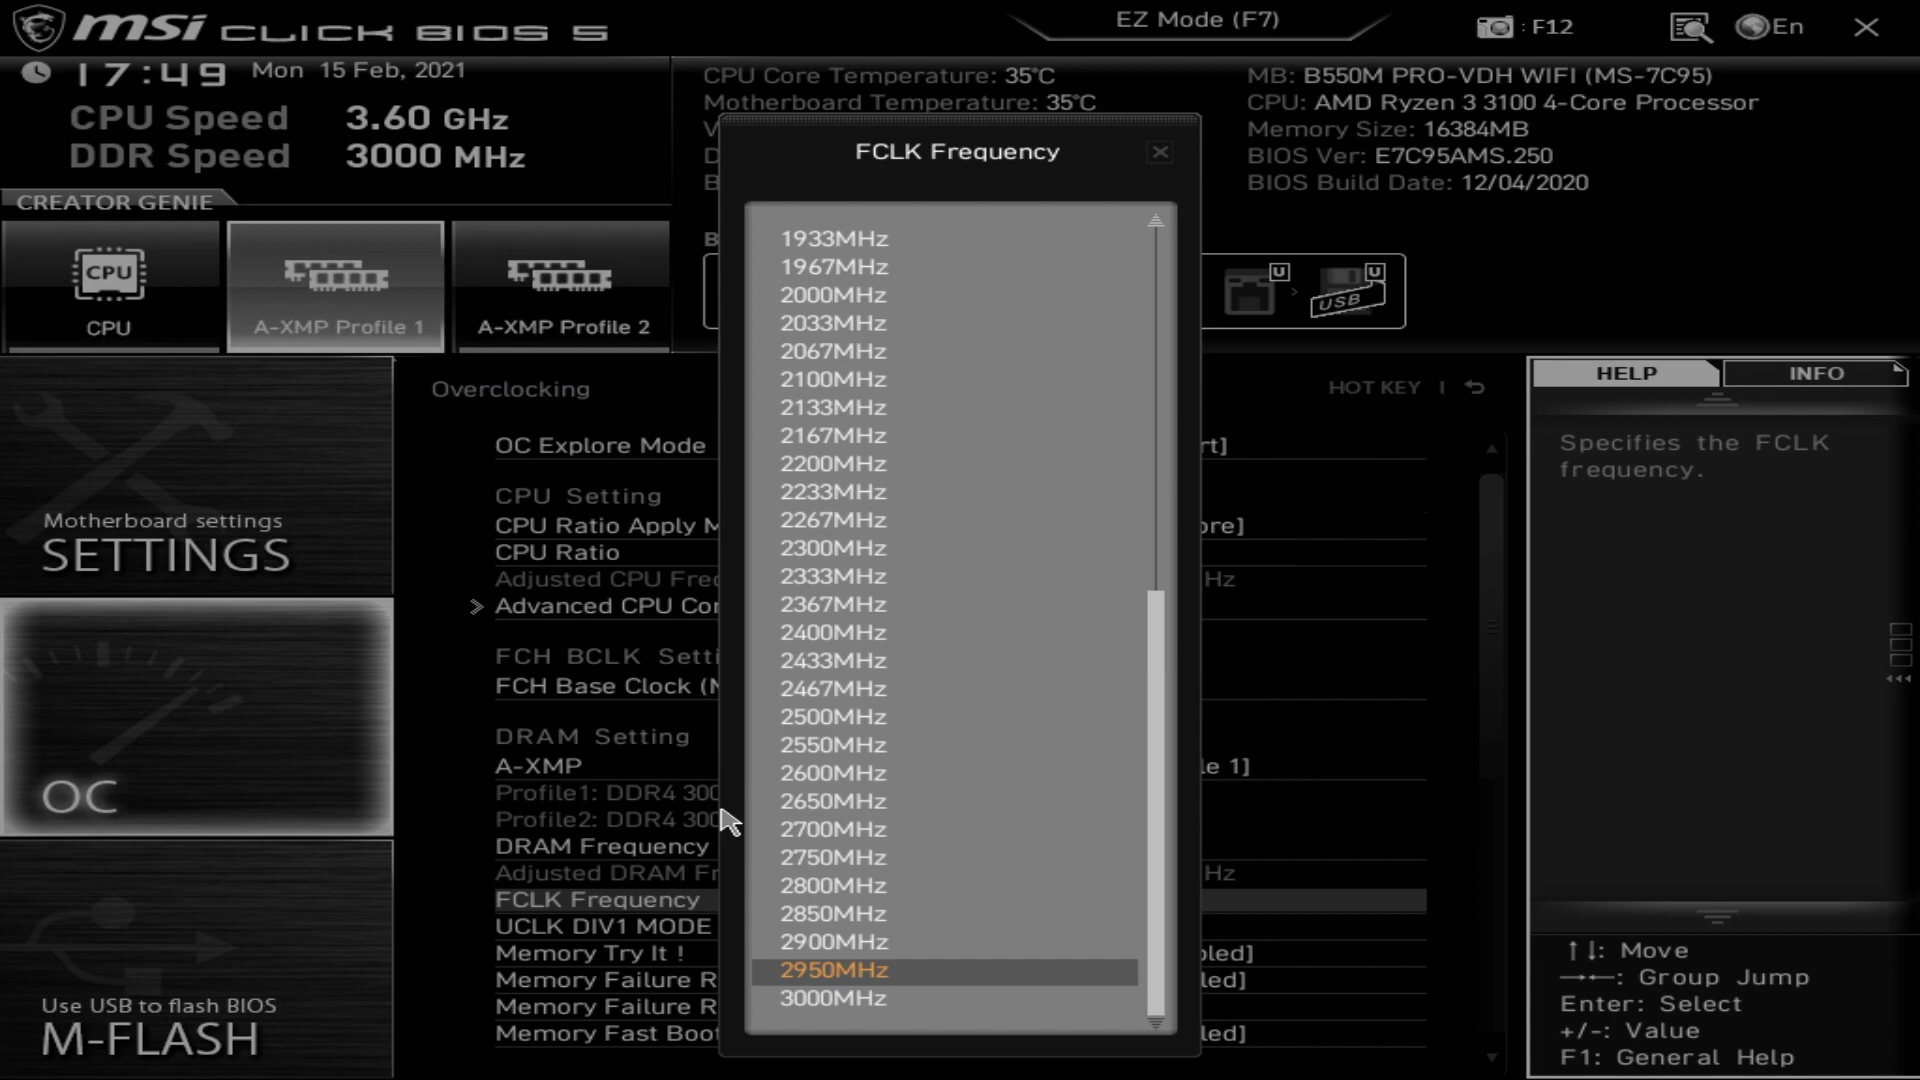 msi CLICK BIOS 5
EZ Mode (F7)
: F12
En
17:49 Mon 15 Feb, 2021
CPU Speed 3.60 GHz
DDR Speed 3000 MHz
CPU Core Temperature: 35°C
Motherboard Temperature: 35°C
MB: B550M PRO-VDH WIFI (MS-7C95)
CPU: AMD Ryzen 3 3100 4-Core Processor
Memory Size: 16384MB
BIOS Ver: E7C95AMS.250
BIOS Build Date: 12/04/2020
CREATOR GENIE
CPU
CPU
A-XMP Profile 1
A-XMP Profile 2
U
U
USB
Motherboard settings
SETTINGS
OC
Use USB to flash BIOS
M-FLASH
Overclocking
HOT KEY
OC Explore Mode
rt]
CPU Setting
CPU Ratio Apply M
ore]
CPU Ratio
Adjusted CPU Fre
Hz
Advanced CPU Co
FCH BCLK Setti
FCH Base Clock (M
DRAM Setting
A-XMP
le 1]
Profile1: DDR4 300
Profile2: DDR4 300
DRAM Frequency
Adjusted DRAM Fr
Hz
FCLK Frequency
UCLK DIV1 MODE
Memory Try It !
bled]
Memory Failure R
led]
Memory Failure R
Memory Fast Boo
led]
FCLK Frequency
1933MHz
1967MHz
2000MHz
2033MHz
2067MHz
2100MHz
2133MHz
2167MHz
2200MHz
2233MHz
2267MHz
2300MHz
2333MHz
2367MHz
2400MHz
2433MHz
2467MHz
2500MHz
2550MHz
2600MHz
2650MHz
2700MHz
2750MHz
2800MHz
2850MHz
2900MHz
2950MHz
3000MHz
HELP
INFO
Specifies the FCLK
frequency.
↑↓: Move
→←: Group Jump
Enter: Select
+/-: Value
F1: General Help